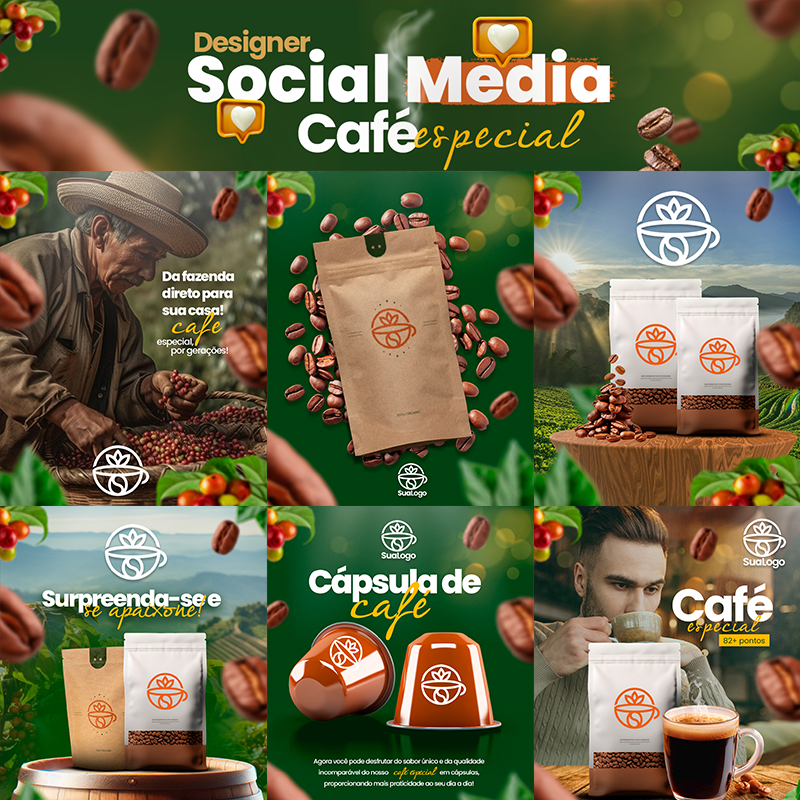 Designer
Social Media
Café especial
Da fazenda
direto para
sua casa!
café
especial,
por gerações!
SuaLogo
Surpreenda-se e
se apaixone!
SuaLogo
Cápsula de
café
Agora você pode desfrutar do sabor único e da qualidade
incomparável do nosso café especial em cápsulas,
proporcionando mais praticidade ao seu dia a dia!
SuaLogo
Café
especial
82+ pontos